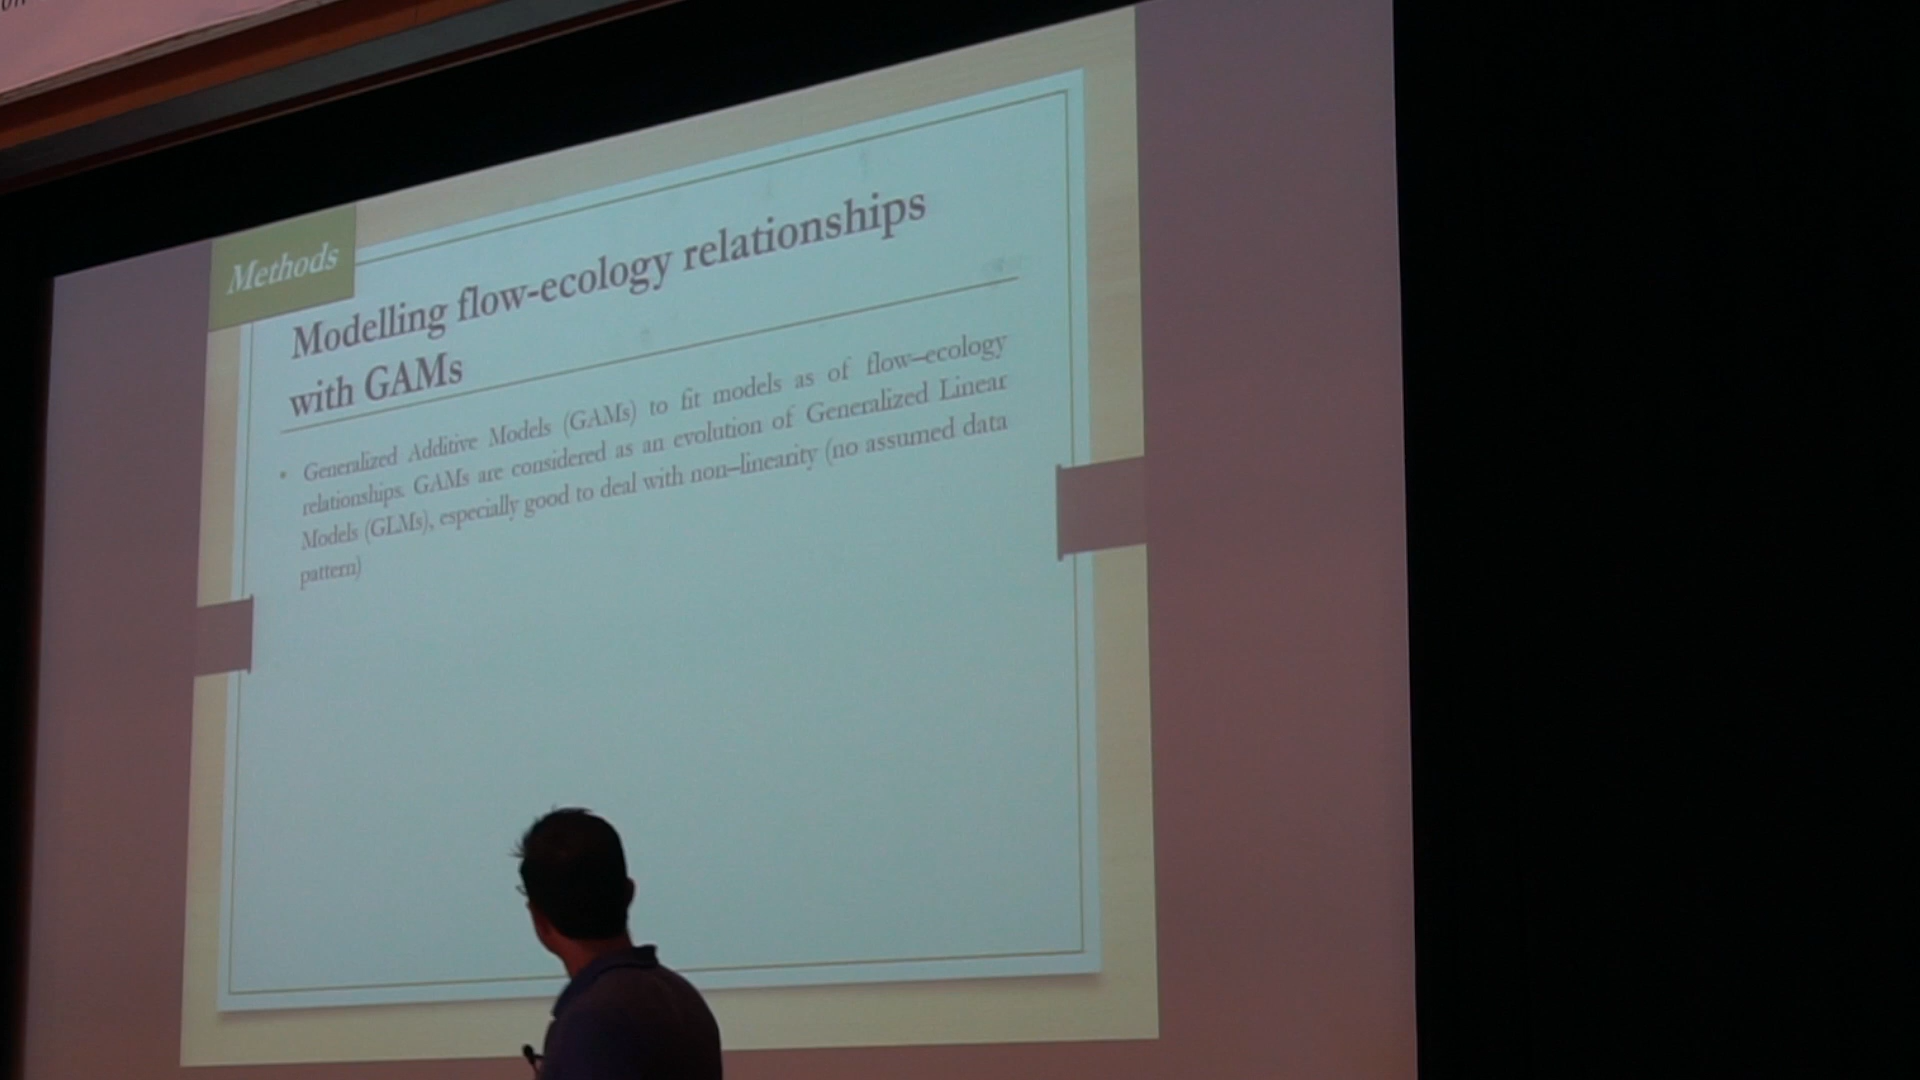 Methods
Modelling flow-ecology relationships
with GAMs
• Generalized Additive Models (GAMs) to fit models as of flow–ecology
relationships. GAMs are considered as an evolution of Generalized Linear
Models (GLMs), especially good to deal with non–linearity (no assumed data
pattern)